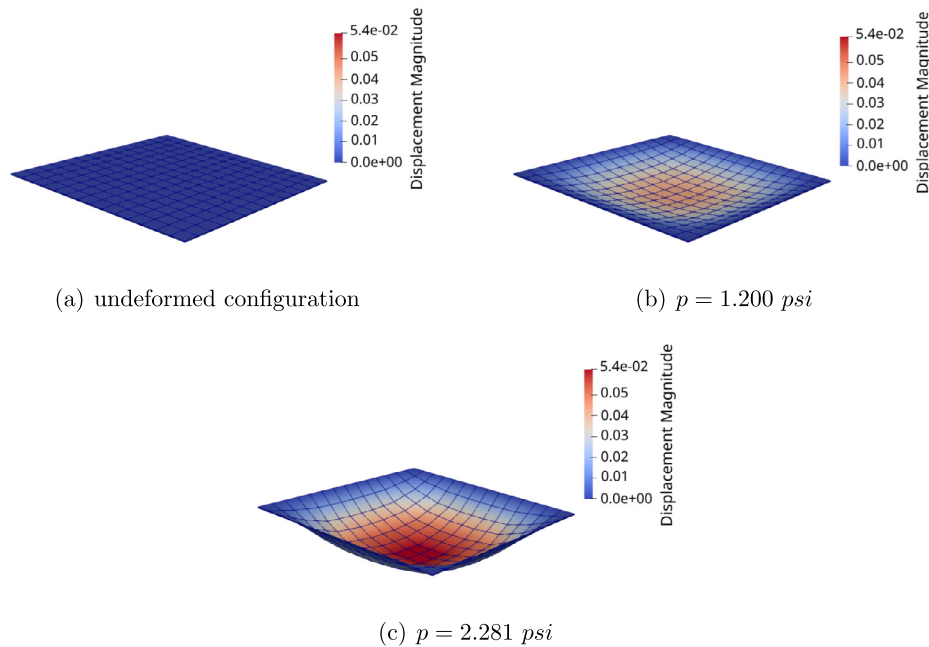 5.4e-02
0.05
0.04
0.03
0.02
0.01
0.0e+00
Displacement Magnitude
5.4e-02
0.05
0.04
0.03
0.02
0.01
0.0e+00
Displacement Magnitude
(a) undeformed configuration
(b) p = 1.200 psi
5.4e-02
0.05
0.04
0.03
0.02
0.01
0.0e+00
Displacement Magnitude
(c) p = 2.281 psi